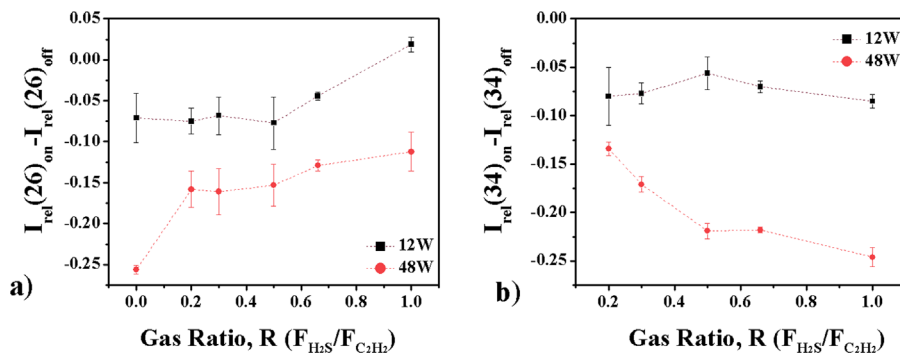 I_rel(26)_on-I_rel(26)_off
0.05
0.00
-0.05
-0.10
-0.15
-0.20
-0.25
12W
48W
0.0 0.2 0.4 0.6 0.8 1.0
a)
Gas Ratio, R (F_H2S/F_C2H2)
I_rel(34)_on-I_rel(34)_off
0.00
-0.05
-0.10
-0.15
-0.20
-0.25
12W
48W
0.2 0.4 0.6 0.8 1.0
b)
Gas Ratio, R (F_H2S/F_C2H2)